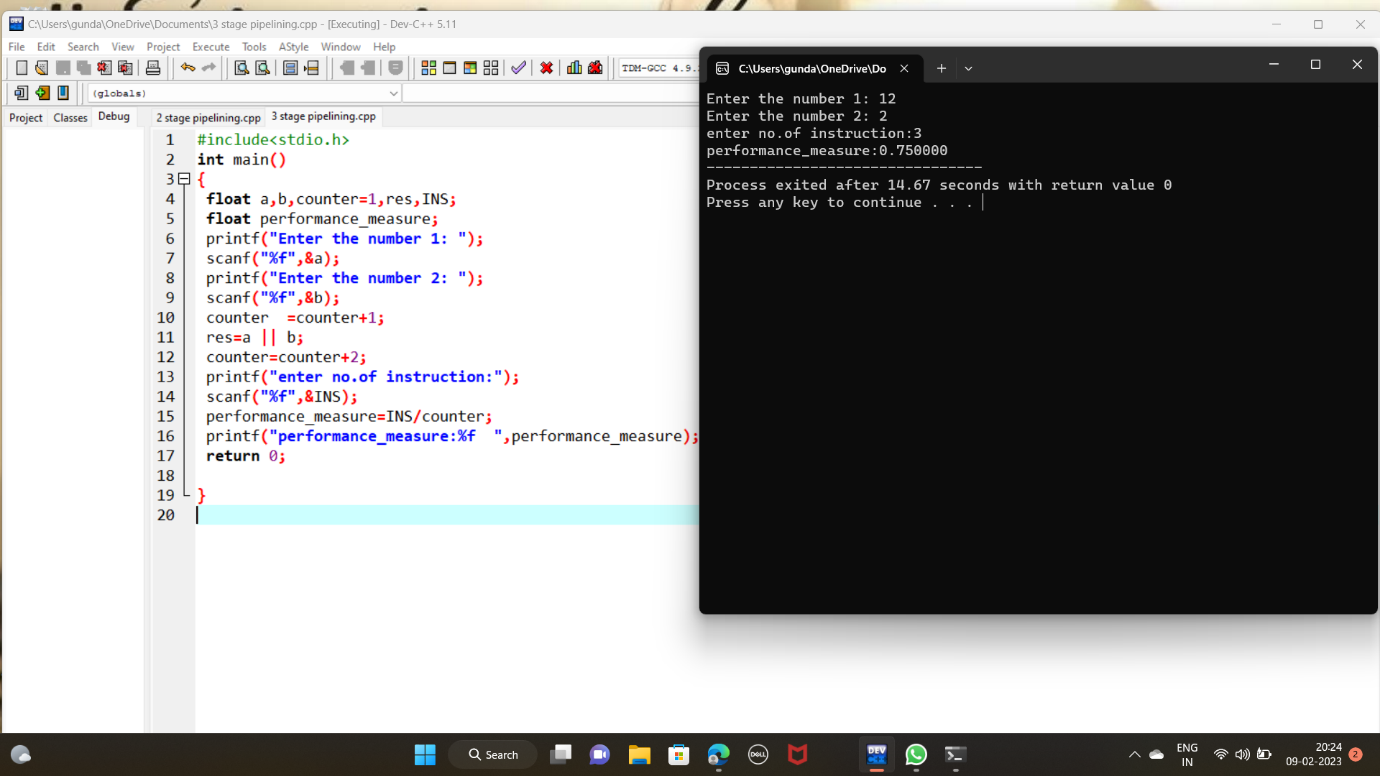 C:\Users\gunda\OneDrive\Documents\3 stage pipelining.cpp - [Executing] - Dev-C++ 5.11
File Edit Search View Project Execute Tools AStyle Window Help
TDM-GCC 4.9.
(globals)
Project Classes Debug
2 stage pipelining.cpp 3 stage pipelining.cpp
1 #include<stdio.h>
2 int main()
3 {
4 float a,b,counter=1,res,INS;
5 float performance_measure;
6 printf("Enter the number 1: ");
7 scanf("%f",&a);
8 printf("Enter the number 2: ");
9 scanf("%f",&b);
10 counter  =counter+1;
11 res=a || b;
12 counter=counter+2;
13 printf("enter no.of instruction:");
14 scanf("%f",&INS);
15 performance_measure=INS/counter;
16 printf("performance_measure:%f  ",performance_measure);
17 return 0;
18
19 }
20
C:\Users\gunda\OneDrive\Do
Enter the number 1: 12
Enter the number 2: 2
enter no.of instruction:3
performance_measure:0.750000
--------------------------------
Process exited after 14.67 seconds with return value 0
Press any key to continue . . .
Search
DELL
DEV
ENG
IN
20:24
09-02-2023
2